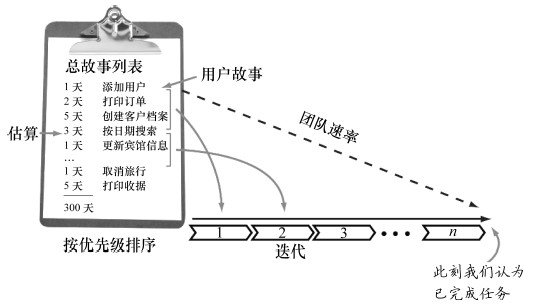 总故事列表
用户故事
1 天 添加用户
2 天 打印订单
5 天 创建客户档案
估算
3 天 按日期搜索
1 天 更新宾馆信息
…
1 天 取消旅行
5 天 打印收据
300 天
按优先级排序
团队速率
1 2 3 ••• n
迭代
此刻我们认为
已完成任务